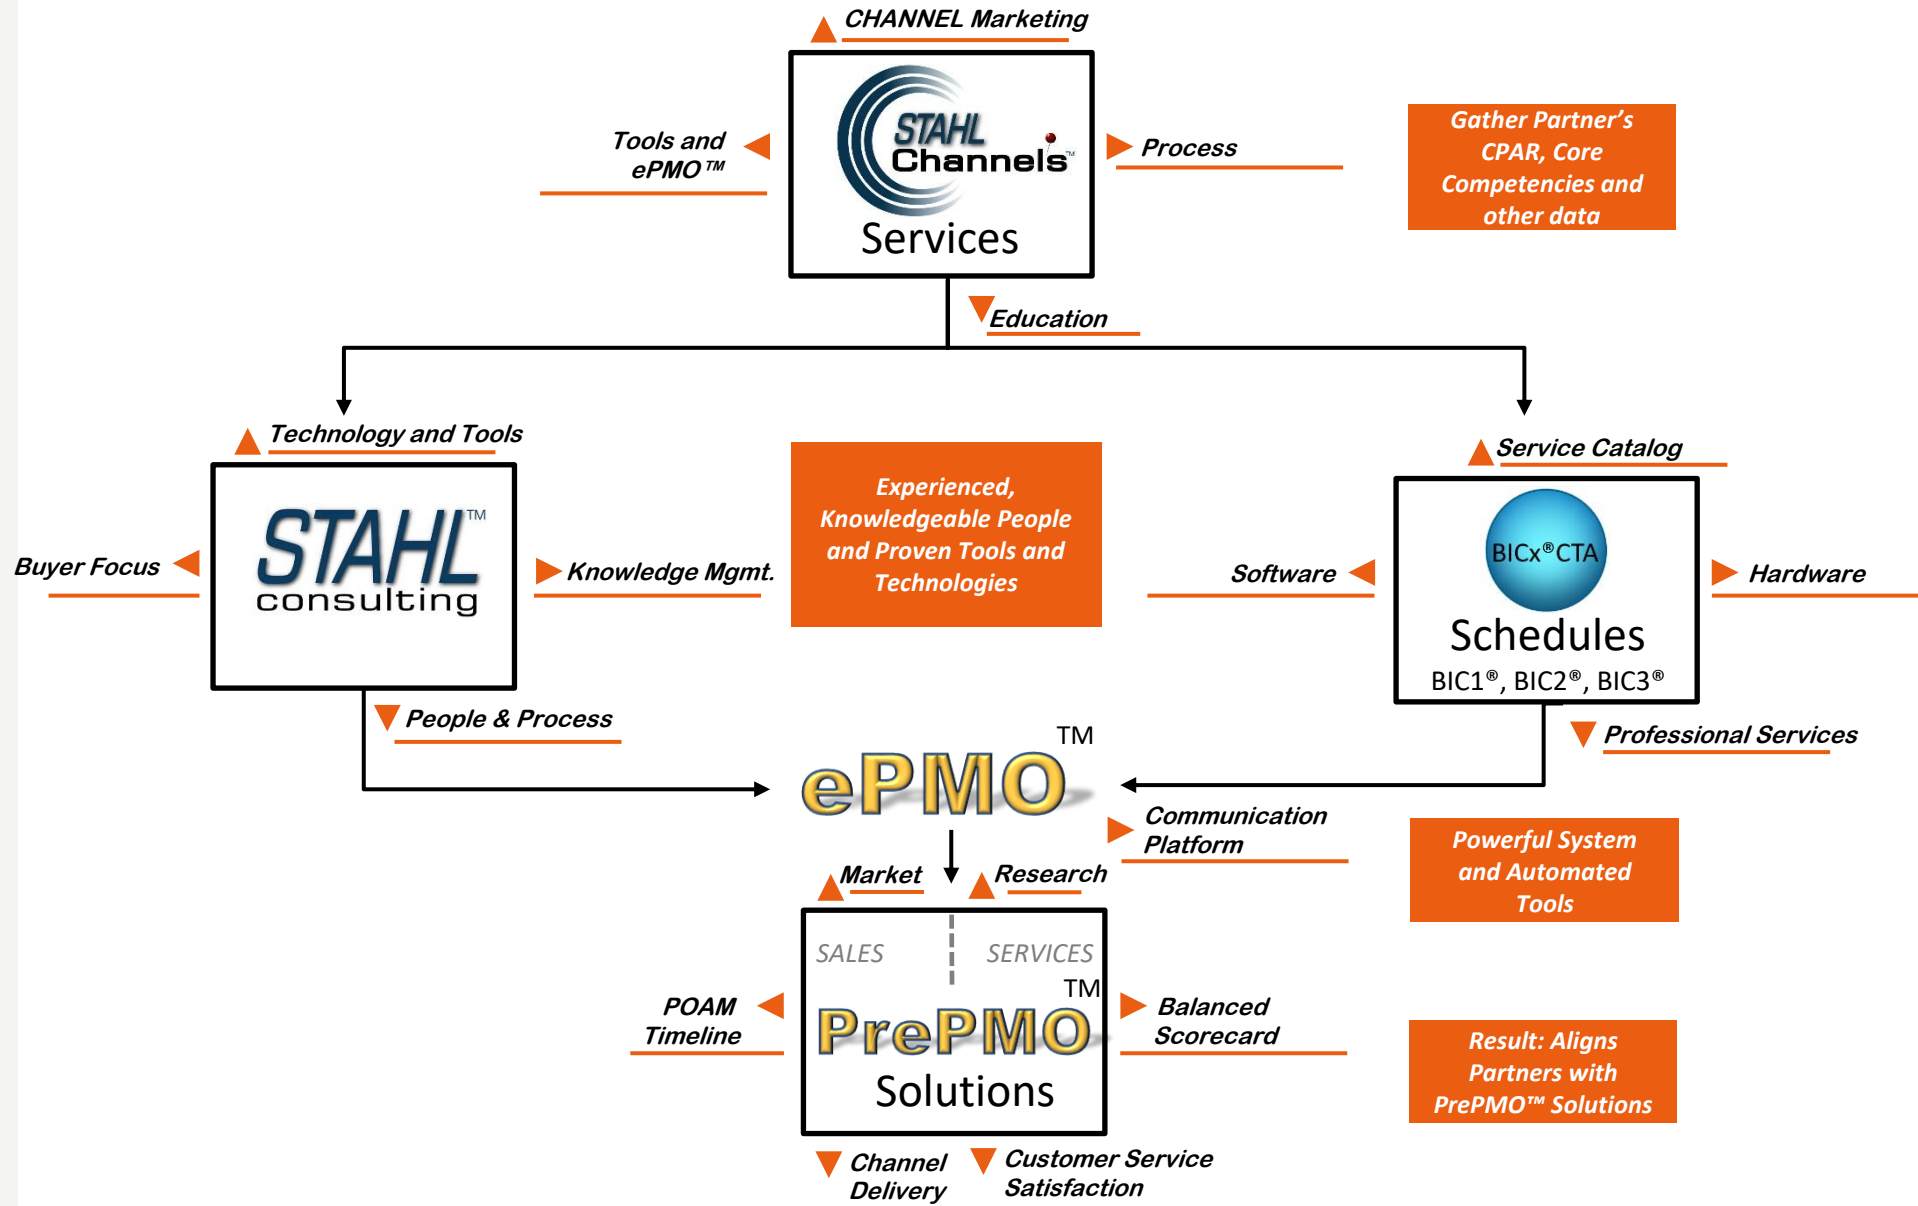 CHANNEL Marketing
STAHL
Channels™
Services
Tools and
ePMO™
Process
Gather Partner’s
CPAR, Core
Competencies and
other data
Education
Technology and Tools
STAHL™
consulting
Buyer Focus
Knowledge Mgmt.
People & Process
Experienced,
Knowledgeable People
and Proven Tools and
Technologies
Service Catalog
BICx®CTA
Schedules
BIC1®, BIC2®, BIC3®
Software
Hardware
Professional Services
ePMO™
Communication
Platform
Powerful System
and Automated
Tools
Market
Research
SALES
SERVICES
PrePMO™
Solutions
POAM
Timeline
Balanced
Scorecard
Result: Aligns
Partners with
PrePMO™ Solutions
Channel
Delivery
Customer Service
Satisfaction